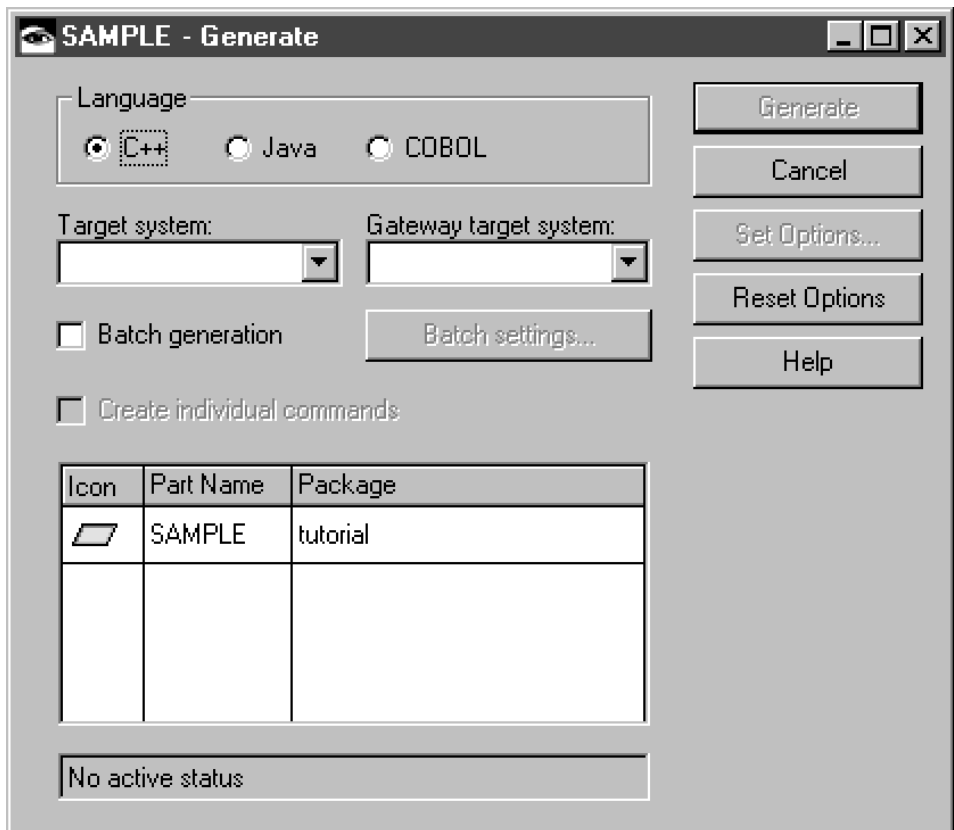 SAMPLE - Generate
Language
C++ Java COBOL
Target system: Gateway target system:
Batch generation Batch settings...
Create individual commands
Icon Part Name Package
SAMPLE tutorial
No active status
Generate
Cancel
Set Options...
Reset Options
Help